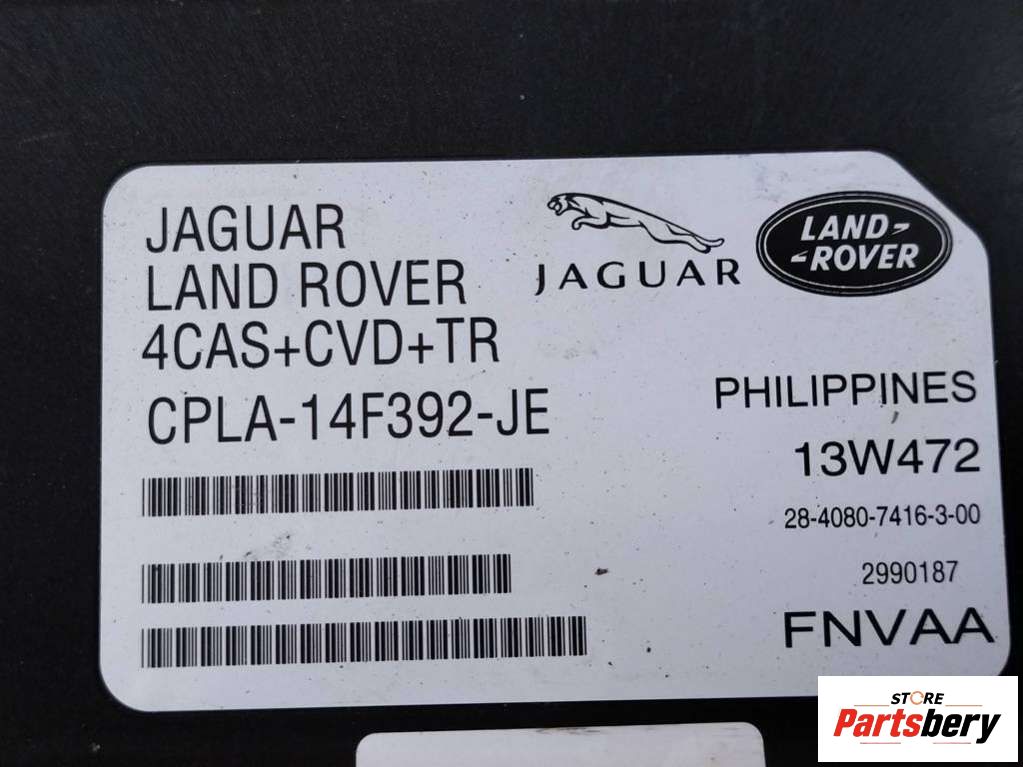 JAGUAR
LAND ROVER
4CAS+CVD+TR
CPLA-14F392-JE
JAGUAR
LAND-
-ROVER
PHILIPPINES
13W472
28-4080-7416-3-00
2990187
FNVAA
STORE
Partsbery